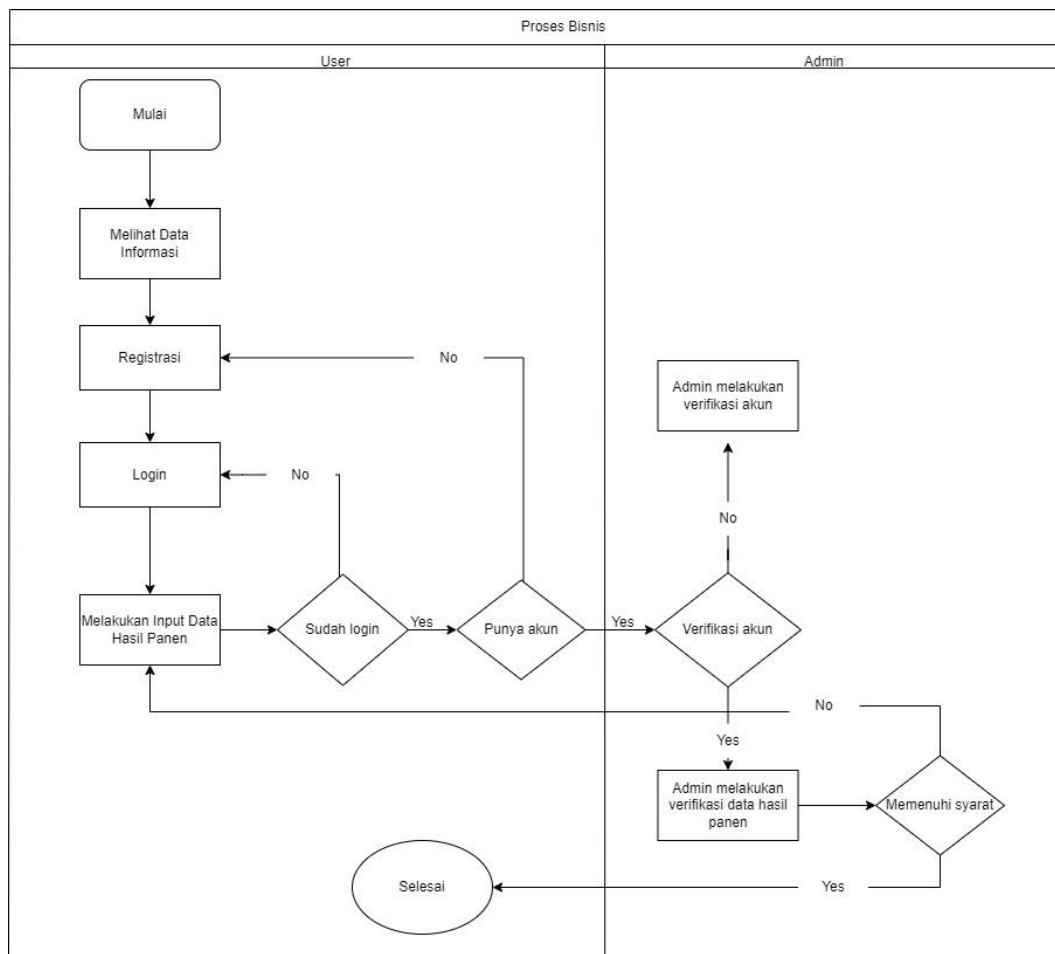 Proses Bisnis
User
Admin
Mulai
Melihat Data
Informasi
Registrasi
No
Admin melakukan
verifikasi akun
Login
No
No
Melakukan Input Data
Hasil Panen
Sudah login
Yes
Punya akun
Yes
Verifikasi akun
No
Yes
Admin melakukan
verifikasi data hasil
panen
Memenuhi syarat
Selesai
Yes